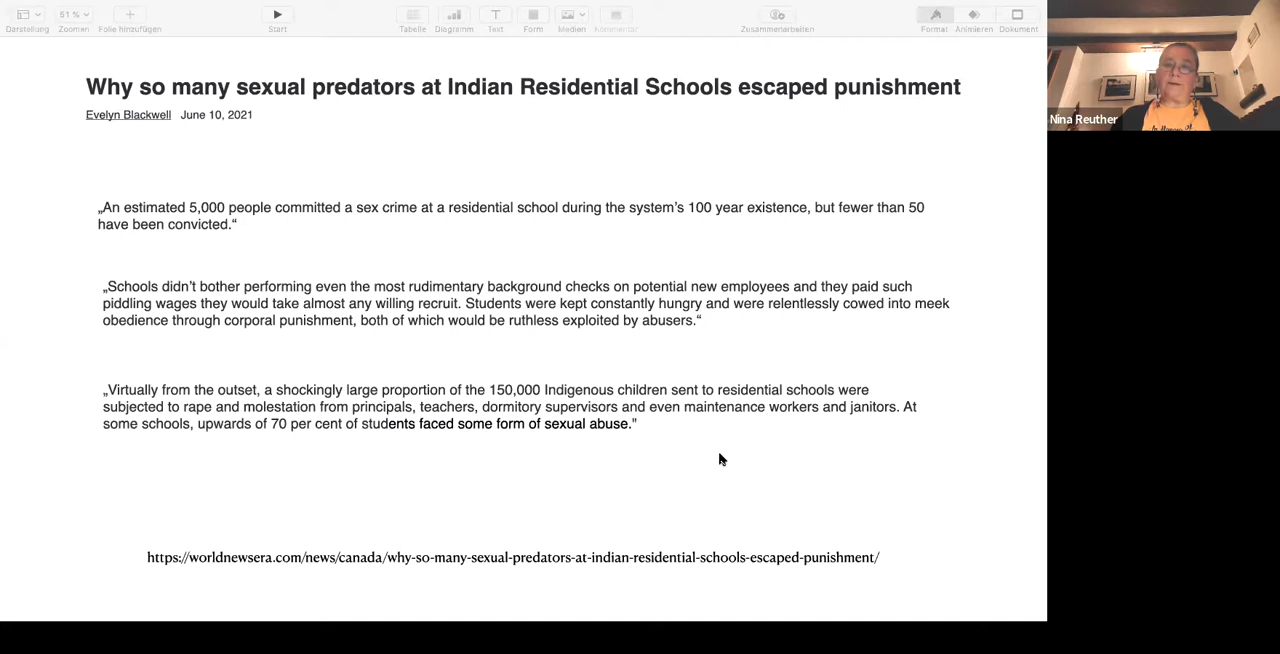 51 %
Darstellung Zoomen Folie hinzufügen Start Tabelle Diagramm Text Form Medien Kommentar Zusammenarbeiten Format Animieren Dokument
Why so many sexual predators at Indian Residential Schools escaped punishment
Evelyn Blackwell June 10, 2021
„An estimated 5,000 people committed a sex crime at a residential school during the system’s 100 year existence, but fewer than 50
have been convicted.“
„Schools didn’t bother performing even the most rudimentary background checks on potential new employees and they paid such
piddling wages they would take almost any willing recruit. Students were kept constantly hungry and were relentlessly cowed into meek
obedience through corporal punishment, both of which would be ruthless exploited by abusers.“
„Virtually from the outset, a shockingly large proportion of the 150,000 Indigenous children sent to residential schools were
subjected to rape and molestation from principals, teachers, dormitory supervisors and even maintenance workers and janitors. At
some schools, upwards of 70 per cent of students faced some form of sexual abuse."
https://worldnewsera.com/news/canada/why-so-many-sexual-predators-at-indian-residential-schools-escaped-punishment/
Nina Reuther